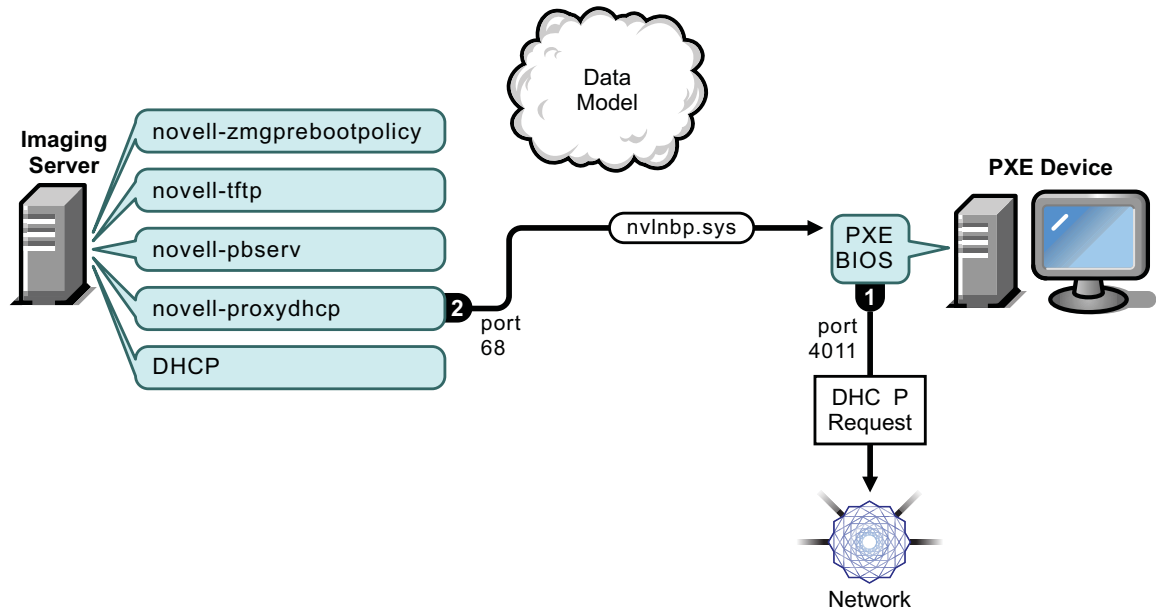 Data
Model
Imaging
Server
novell-zmgprebootpolicy
novell-tftp
novell-pbserv
novell-proxydhcp
DHCP
2
port
68
nvlnbp.sys
PXE
BIOS
PXE Device
1
port
4011
DHC P
Request
Network